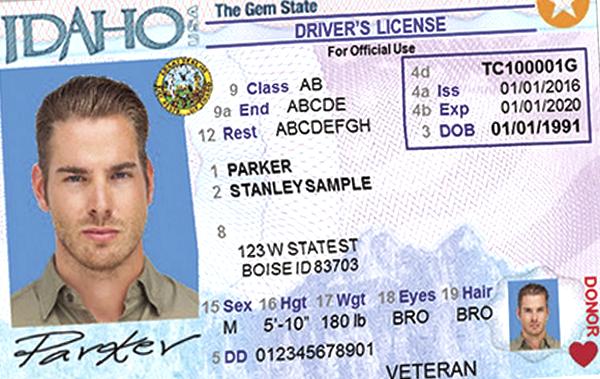 IDAHO USA
The Gem State
DRIVER'S LICENSE
For Official Use
9 Class AB
9a End ABCDE
12 Rest ABCDEFGH
4d TC100001G
4a Iss 01/01/2016
4b Exp 01/01/2020
3 DOB 01/01/1991
1 PARKER
2 STANLEY SAMPLE
8
123 W STATE ST
BOISE ID 83703
15 Sex 16 Hgt 17 Wgt 18 Eyes 19 Hair
M 5'-10" 180 lb BRO BRO
5 DD 012345678901
VETERAN
DONOR
Parker